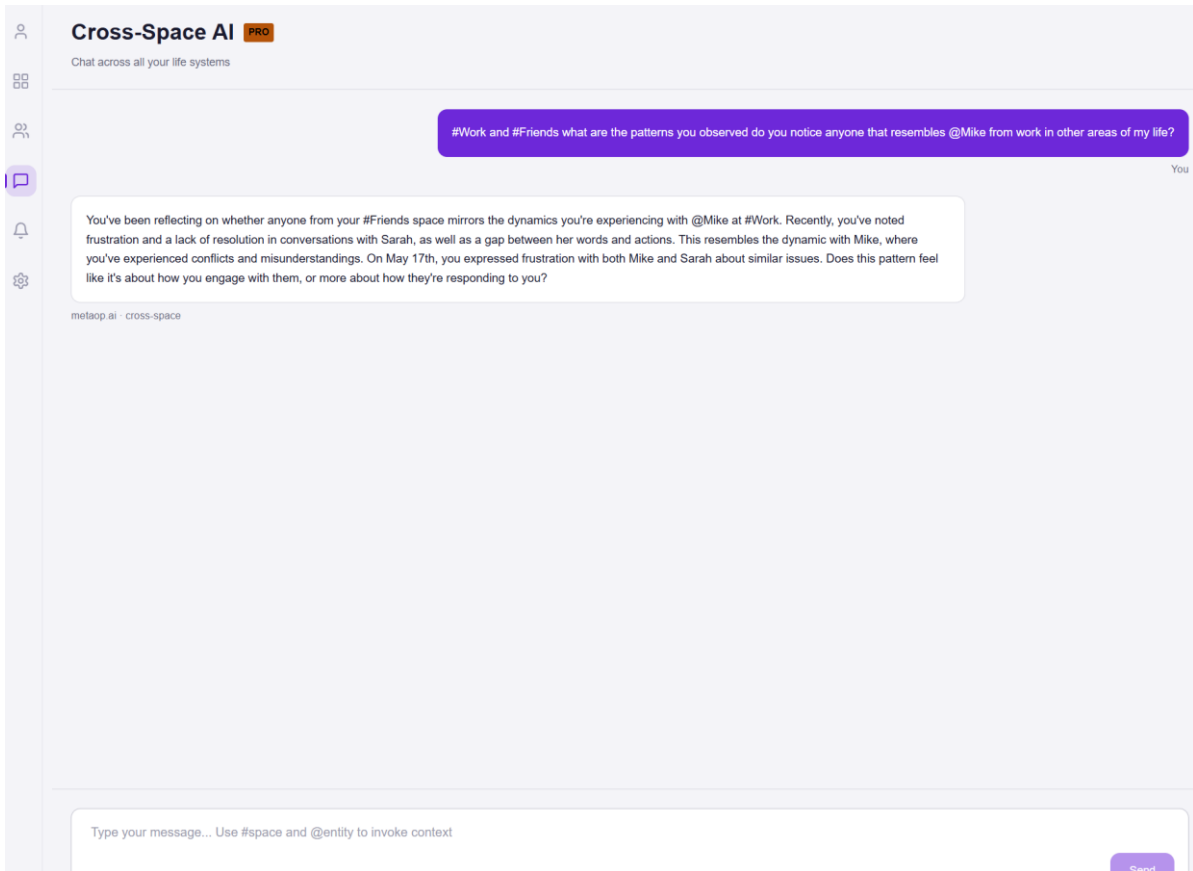 Cross-Space AI PRO
Chat across all your life systems
#Work and #Friends what are the patterns you observed do you notice anyone that resembles @Mike from work in other areas of my life?
You
You've been reflecting on whether anyone from your #Friends space mirrors the dynamics you're experiencing with @Mike at #Work. Recently, you've noted
frustration and a lack of resolution in conversations with Sarah, as well as a gap between her words and actions. This resembles the dynamic with Mike, where
you've experienced conflicts and misunderstandings. On May 17th, you expressed frustration with both Mike and Sarah about similar issues. Does this pattern feel
like it's about how you engage with them, or more about how they're responding to you?
metaop.ai · cross-space
Type your message... Use #space and @entity to invoke context
Send